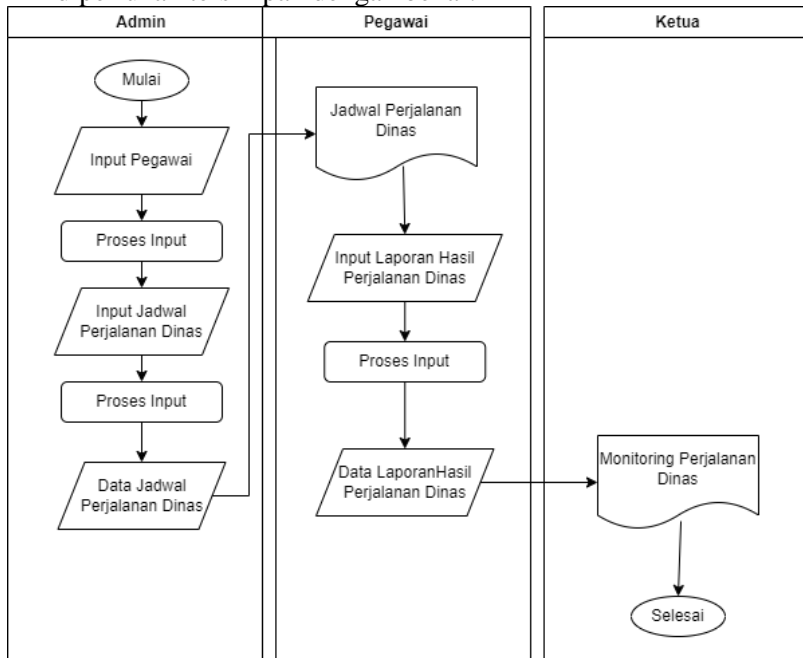 Admin
Pegawai
Ketua
Mulai
Input Pegawai
Proses Input
Input Jadwal
Perjalanan Dinas
Proses Input
Data Jadwal
Perjalanan Dinas
Jadwal Perjalanan
Dinas
Input Laporan Hasil
Perjalanan Dinas
Proses Input
Data LaporanHasil
Perjalanan Dinas
Monitoring Perjalanan
Dinas
Selesai